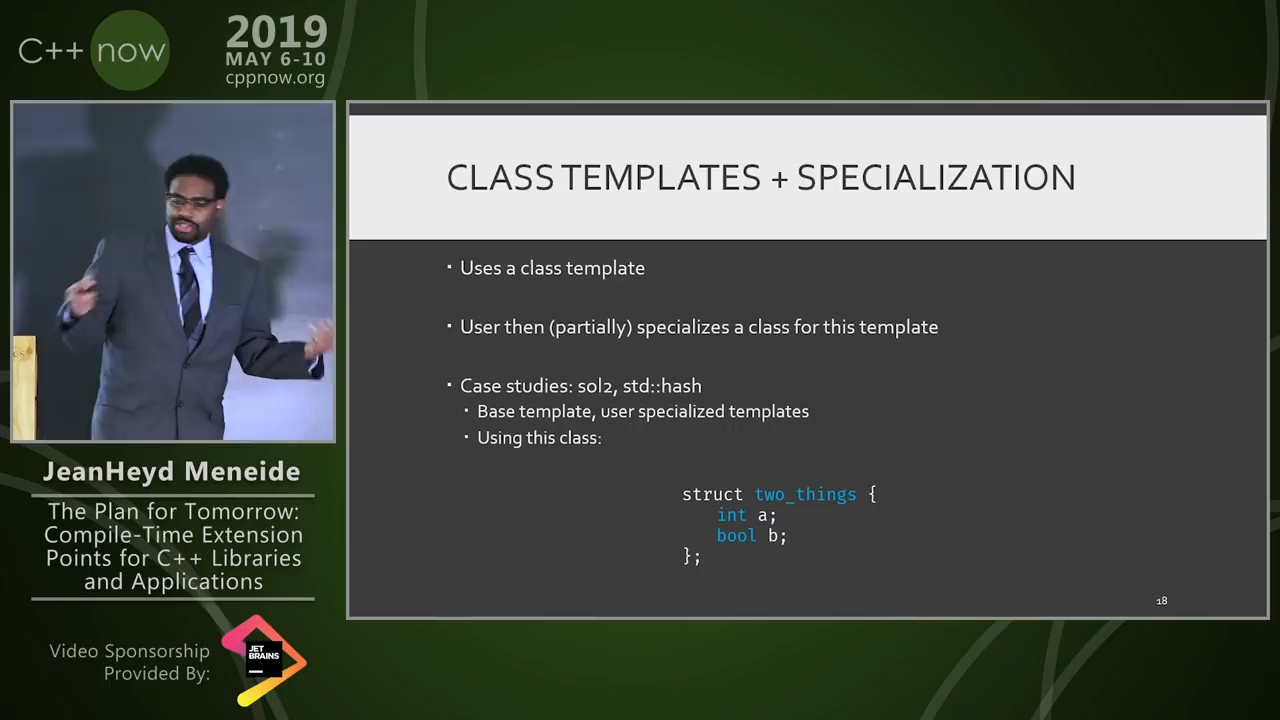 C++ now
2019
MAY 6-10
cppnow.org
CLASS TEMPLATES + SPECIALIZATION
▪ Uses a class template
▪ User then (partially) specializes a class for this template
▪ Case studies: sol2, std::hash
▪ Base template, user specialized templates
▪ Using this class:
struct two_things {
int a;
bool b;
};
18
JeanHeyd Meneide
The Plan for Tomorrow:
Compile-Time Extension
Points for C++ Libraries
and Applications
Video Sponsorship
Provided By:
JET
BRAINS